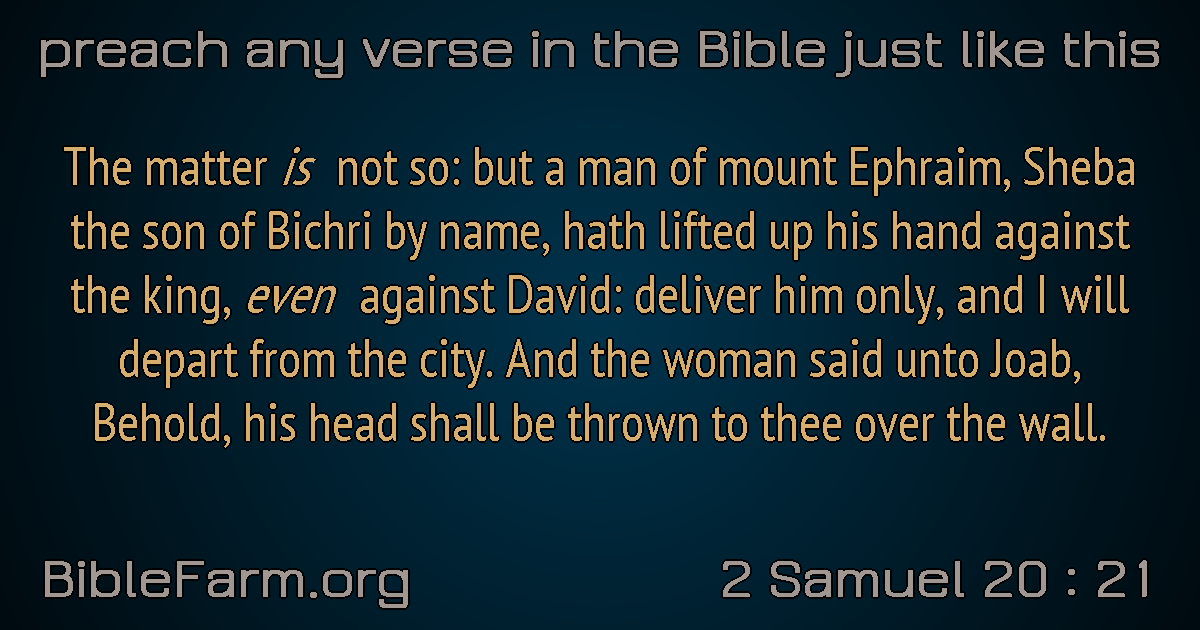 preach any verse in the Bible just like this
The matter is not so: but a man of mount Ephraim, Sheba
the son of Bichri by name, hath lifted up his hand against
the king, even against David: deliver him only, and I will
depart from the city. And the woman said unto Joab,
Behold, his head shall be thrown to thee over the wall.
BibleFarm.org
2 Samuel 20 : 21